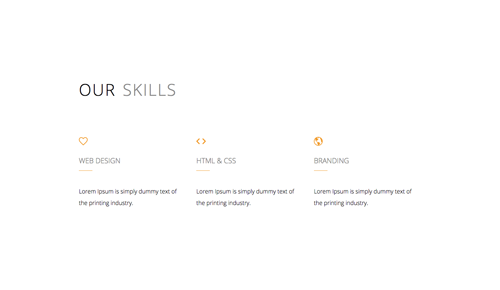 OUR SKILLS
WEB DESIGN
HTML & CSS
BRANDING
Lorem Ipsum is simply dummy text of
the printing industry.
Lorem Ipsum is simply dummy text of
the printing industry.
Lorem Ipsum is simply dummy text of
the printing industry.